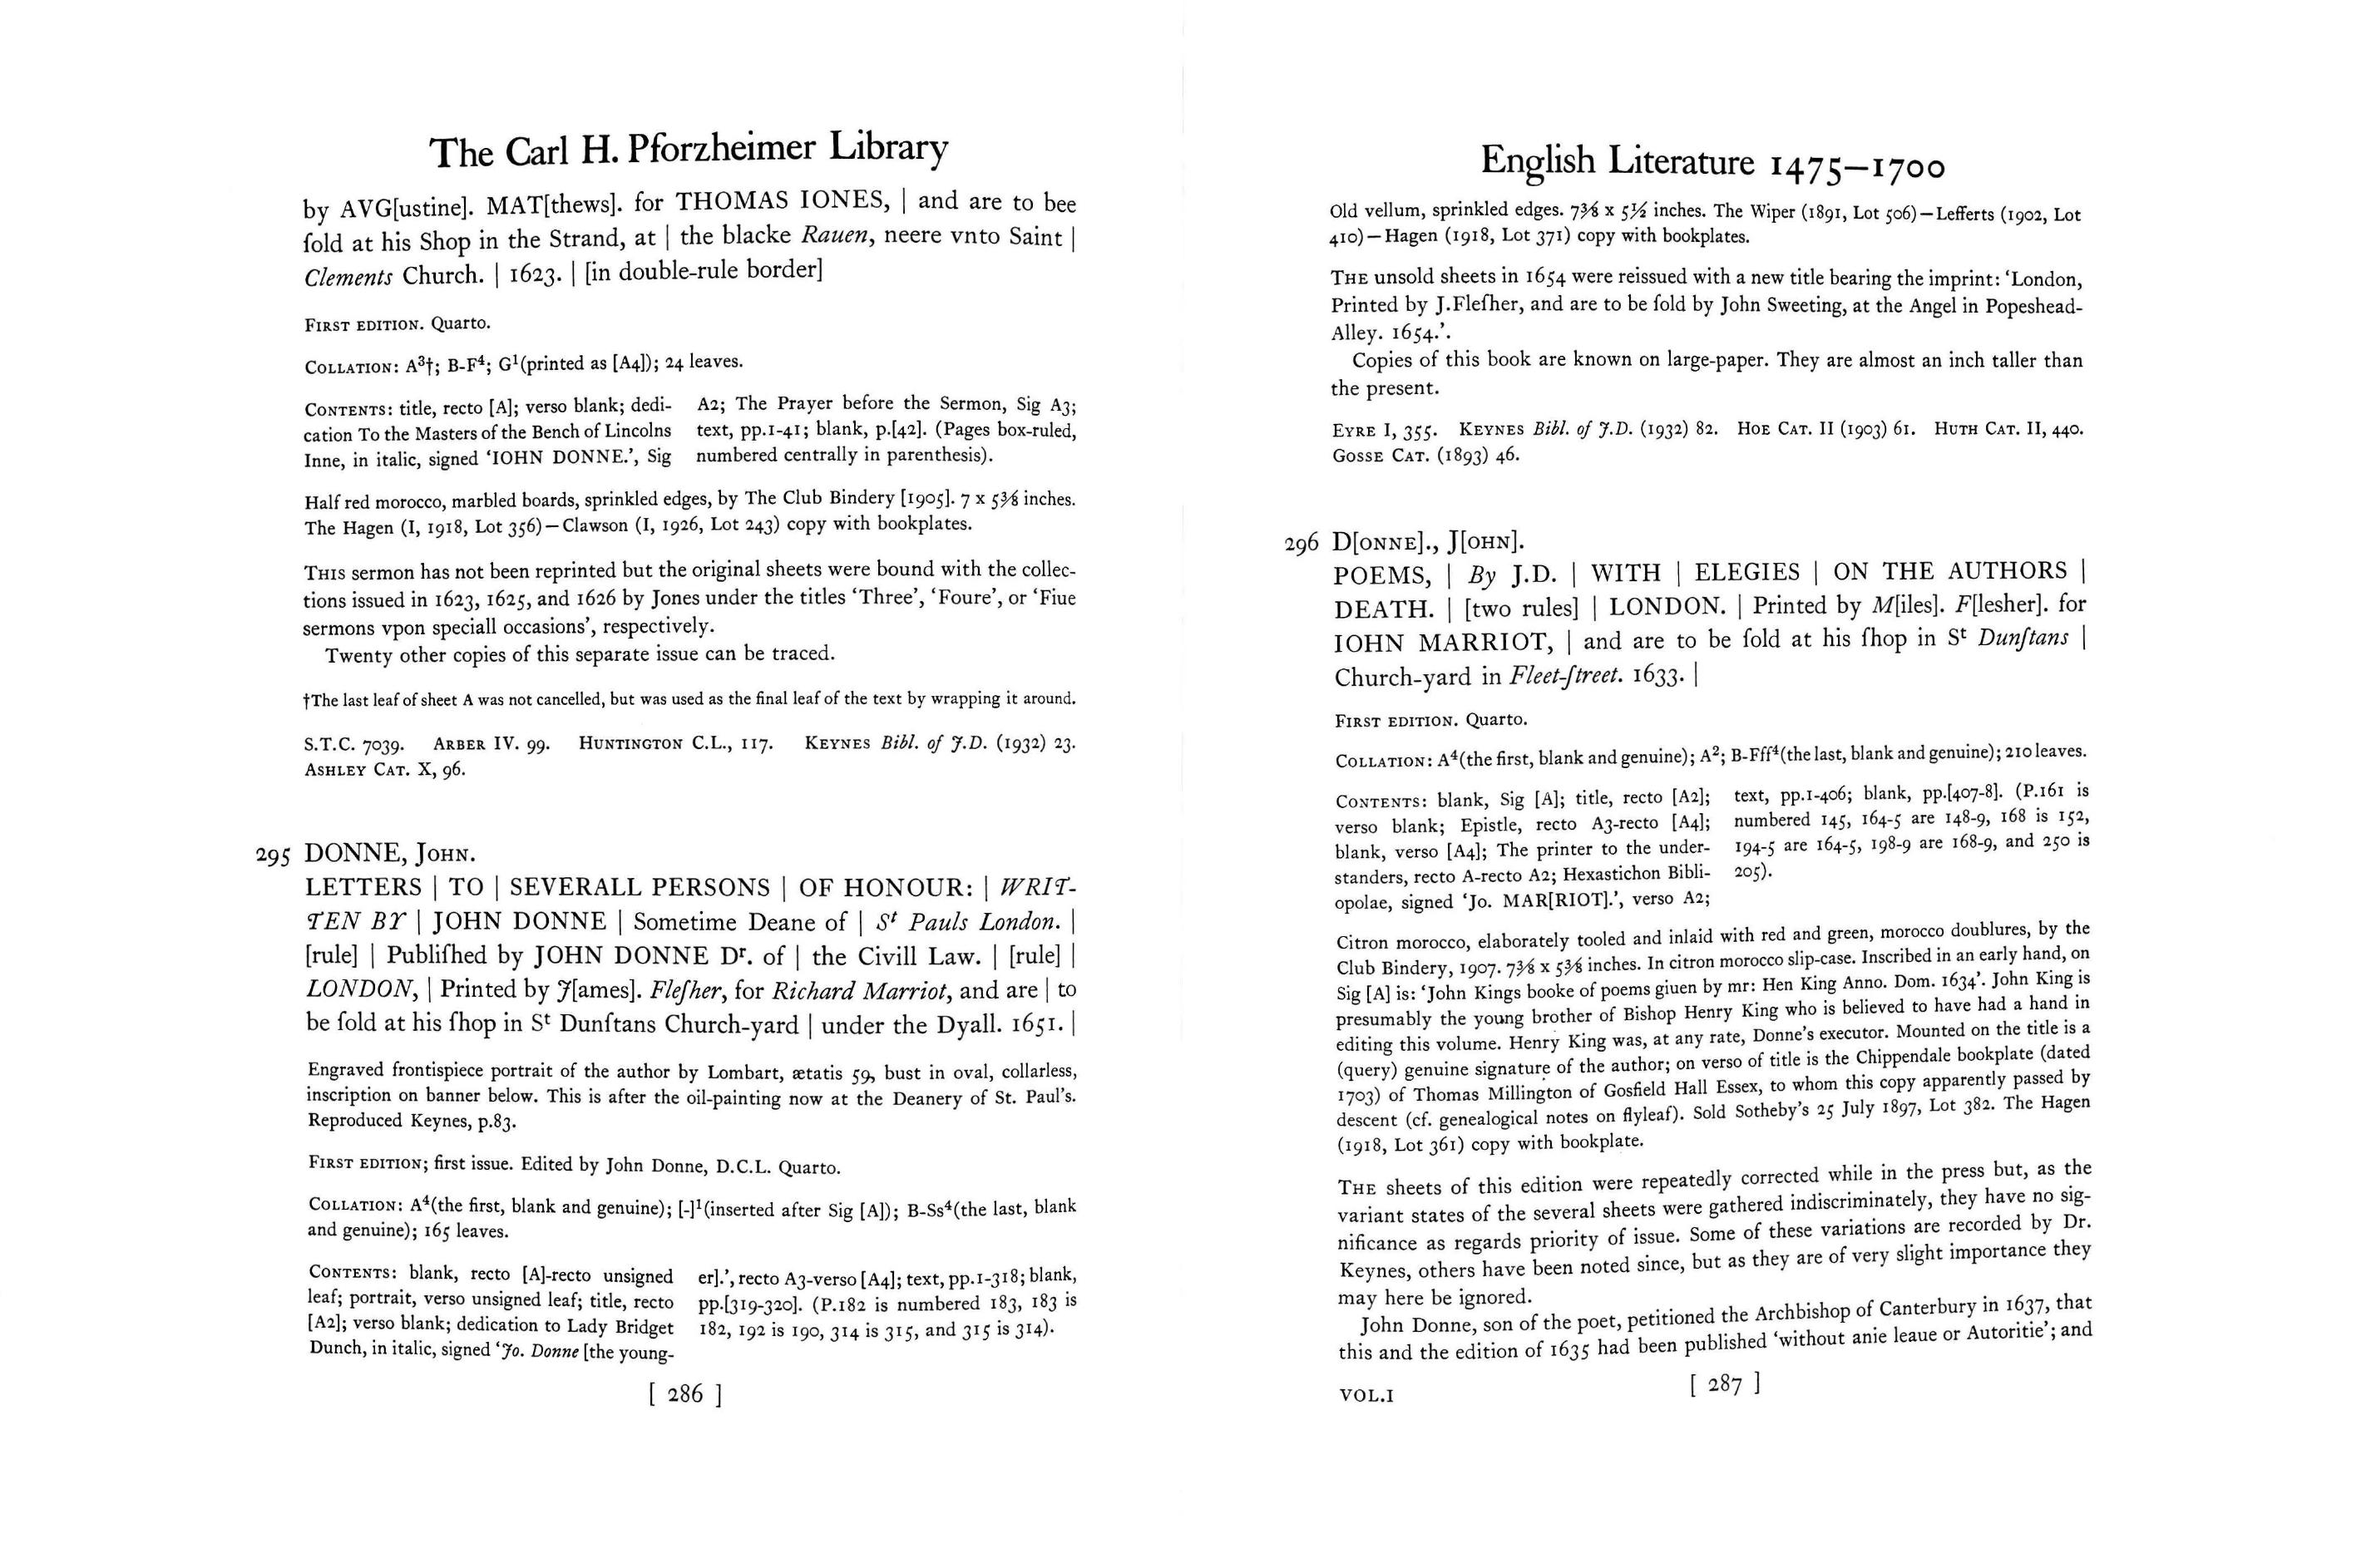 The Carl H. Pforzheimer Library
by AVG[ustine]. MAT[thews]. for THOMAS IONES, | and are to bee
ſold at his Shop in the Strand, at | the blacke Rauen, neere vnto Saint |
Clements Church. | 1623. | [in double-rule border]
FIRST EDITION. Quarto.
COLLATION: A³†; B-F⁴; G¹(printed as [A4]); 24 leaves.
CONTENTS: title, recto [A]; verso blank; dedi-
cation To the Masters of the Bench of Lincolns
Inne, in italic, signed ‘IOHN DONNE.’, Sig
A2; The Prayer before the Sermon, Sig A3;
text, pp.1-41; blank, p.[42]. (Pages box-ruled,
numbered centrally in parenthesis).
Half red morocco, marbled boards, sprinkled edges, by The Club Bindery [1905]. 7 x 5⅜ inches.
The Hagen (I, 1918, Lot 356)—Clawson (I, 1926, Lot 243) copy with bookplates.
THIS sermon has not been reprinted but the original sheets were bound with the collec-
tions issued in 1623, 1625, and 1626 by Jones under the titles ‘Three’, ‘Foure’, or ‘Fiue
sermons vpon speciall occasions’, respectively.
Twenty other copies of this separate issue can be traced.
†The last leaf of sheet A was not cancelled, but was used as the final leaf of the text by wrapping it around.
S.T.C. 7039. ARBER IV. 99. HUNTINGTON C.L., 117. KEYNES Bibl. of J.D. (1932) 23.
ASHLEY CAT. X, 96.
295 DONNE, JOHN.
LETTERS | TO | SEVERALL PERSONS | OF HONOUR: | WRIT-
TEN BY | JOHN DONNE | Sometime Deane of | Sᵗ Pauls London. |
[rule] | Publiſhed by JOHN DONNE Dʳ. of | the Civill Law. | [rule] |
LONDON, | Printed by J[ames]. Fleſher, for Richard Marriot, and are | to
be ſold at his ſhop in Sᵗ Dunſtans Church-yard | under the Dyall. 1651. |
Engraved frontispiece portrait of the author by Lombart, ætatis 59, bust in oval, collarless,
inscription on banner below. This is after the oil-painting now at the Deanery of St. Paul's.
Reproduced Keynes, p.83.
FIRST EDITION; first issue. Edited by John Donne, D.C.L. Quarto.
COLLATION: A⁴(the first, blank and genuine); [-]¹(inserted after Sig [A]); B-Ss⁴(the last, blank
and genuine); 165 leaves.
CONTENTS: blank, recto [A]-recto unsigned
leaf; portrait, verso unsigned leaf; title, recto
[A2]; verso blank; dedication to Lady Bridget
Dunch, in italic, signed ‘Jo. Donne [the young-
er].’, recto A3-verso [A4]; text, pp.1-318; blank,
pp.[319-320]. (P.182 is numbered 183, 183 is
182, 192 is 190, 314 is 315, and 315 is 314).
[ 286 ]
English Literature 1475–1700
Old vellum, sprinkled edges. 7⅜ x 5½ inches. The Wiper (1891, Lot 506)—Lefferts (1902, Lot
410)—Hagen (1918, Lot 371) copy with bookplates.
THE unsold sheets in 1654 were reissued with a new title bearing the imprint: ‘London,
Printed by J.Fleſher, and are to be ſold by John Sweeting, at the Angel in Popeshead-
Alley. 1654.’.
Copies of this book are known on large-paper. They are almost an inch taller than
the present.
EYRE I, 355. KEYNES Bibl. of J.D. (1932) 82. HOE CAT. II (1903) 61. HUTH CAT. II, 440.
GOSSE CAT. (1893) 46.
296 D[ONNE]., J[OHN].
POEMS, | By J.D. | WITH | ELEGIES | ON THE AUTHORS |
DEATH. | [two rules] | LONDON. | Printed by M[iles]. F[lesher]. for
IOHN MARRIOT, | and are to be ſold at his ſhop in Sᵗ Dunſtans |
Church-yard in Fleet-ſtreet. 1633. |
FIRST EDITION. Quarto.
COLLATION: A⁴(the first, blank and genuine); A²; B-Fff⁴(the last, blank and genuine); 210 leaves.
CONTENTS: blank, Sig [A]; title, recto [A2];
verso blank; Epistle, recto A3-recto [A4];
blank, verso [A4]; The printer to the under-
standers, recto A-recto A2; Hexastichon Bibli-
opolae, signed ‘Jo. MAR[RIOT].’, verso A2;
text, pp.1-406; blank, pp.[407-8]. (P.161 is
numbered 145, 164-5 are 148-9, 168 is 152,
194-5 are 164-5, 198-9 are 168-9, and 250 is
205).
Citron morocco, elaborately tooled and inlaid with red and green, morocco doublures, by the
Club Bindery, 1907. 7⅜ x 5⅜ inches. In citron morocco slip-case. Inscribed in an early hand, on
Sig [A] is: ‘John Kings booke of poems giuen by mr: Hen King Anno. Dom. 1634’. John King is
presumably the young brother of Bishop Henry King who is believed to have had a hand in
editing this volume. Henry King was, at any rate, Donne's executor. Mounted on the title is a
(query) genuine signature of the author; on verso of title is the Chippendale bookplate (dated
1703) of Thomas Millington of Gosfield Hall Essex, to whom this copy apparently passed by
descent (cf. genealogical notes on flyleaf). Sold Sotheby's 25 July 1897, Lot 382. The Hagen
(1918, Lot 361) copy with bookplate.
THE sheets of this edition were repeatedly corrected while in the press but, as the
variant states of the several sheets were gathered indiscriminately, they have no sig-
nificance as regards priority of issue. Some of these variations are recorded by Dr.
Keynes, others have been noted since, but as they are of very slight importance they
may here be ignored.
John Donne, son of the poet, petitioned the Archbishop of Canterbury in 1637, that
this and the edition of 1635 had been published ‘without anie leaue or Autoritie’; and
VOL.I
[ 287 ]